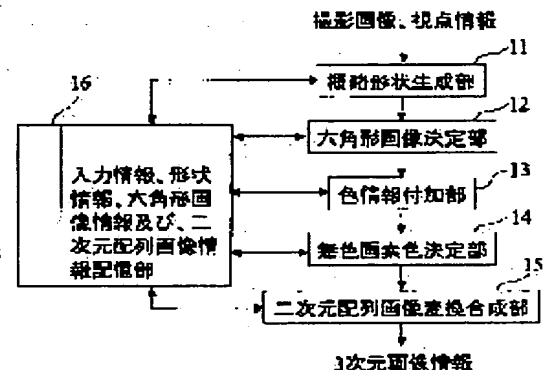 撮影画像、視点情報
11
概略形状生成部
16
12
六角形画像決定部
入力情報、形状
情報、六角形画
像情報及び、二
次元配列画像情
報記憶部
13
色情報付加部
14
無色画素色決定部
15
二次元配列画像変換合成部
3次元画像情報